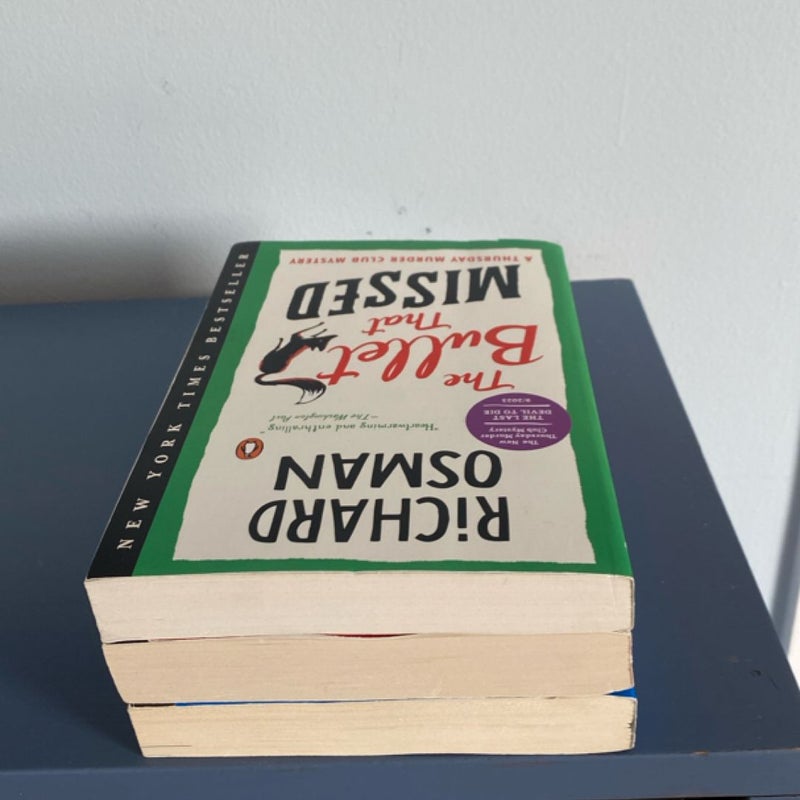 RiCHARD
OSMAN
"Heartwarming and enthralling"
—The Washington Post
The New
Thursday Murder
Club Mystery
THE LAST
DEVIL TO DIE
9/2023
The
Bullet
That
MISSED
A THURSDAY MURDER CLUB MYSTERY
NEW YORK TIMES BESTSELLER